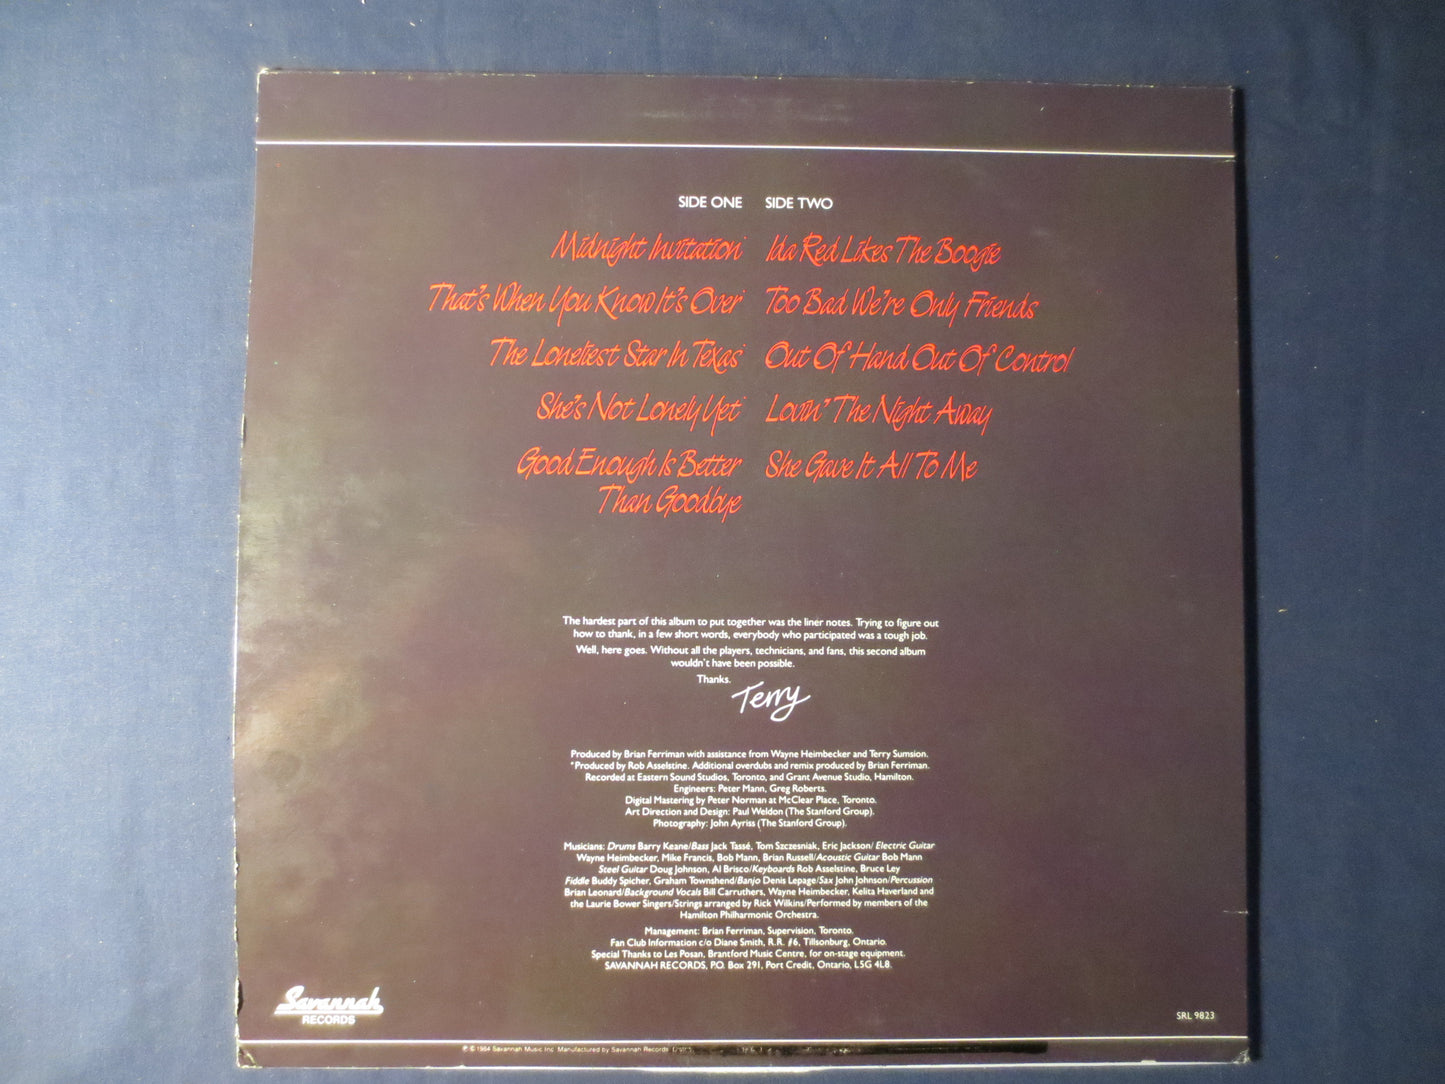 SIDE ONE
Midnight Invitation
That's When You Know It's Over
The Loneliest Star In Texas
She's Not Lonely Yet
Good Enough Is Better
Than Goodbye
SIDE TWO
Ida Red Likes The Boogie
Too Bad We're Only Friends
Out Of Hand Out Of Control
Lovin' The Night Away
She Gave It All To Me
The hardest part of this album to put together was the liner notes. Trying to figure out
how to thank, in a few short words, everybody who participated was a tough job.
Well, here goes. Without all the players, technicians, and fans, this second album
wouldn't have been possible.
Thanks.
Terry
Produced by Brian Ferriman with assistance from Wayne Heimbecker and Terry Sumsion.
*Produced by Rob Asselstine. Additional overdubs and remix produced by Brian Ferriman.
Recorded at Eastern Sound Studios, Toronto, and Grant Avenue Studio, Hamilton.
Engineers: Peter Mann, Greg Roberts.
Digital Mastering by Peter Norman at McClear Place, Toronto.
Art Direction and Design: Paul Weldon (The Stanford Group).
Photography: John Ayriss (The Stanford Group).
Musicians: Drums Barry Keane/Bass Jack Tassé, Tom Szczesniak, Eric Jackson/ Electric Guitar
Wayne Heimbecker, Mike Francis, Bob Mann, Brian Russell/Acoustic Guitar Bob Mann
Steel Guitar Doug Johnson, Al Brisco/Keyboards Rob Asselstine, Bruce Ley
Fiddle Buddy Spicher, Graham Townshend/Banjo Denis Lepage/Sax John Johnson/Percussion
Brian Leonard/Background Vocals Bill Carruthers, Wayne Heimbecker, Kelita Haverland and
the Laurie Bower Singers/Strings arranged by Rick Wilkins/Performed by members of the
Hamilton Philharmonic Orchestra.
Management: Brian Ferriman, Supervision, Toronto.
Fan Club Information c/o Diane Smith, R.R. #6, Tillsonburg, Ontario.
Special Thanks to Les Posan, Brantford Music Centre, for on-stage equipment.
SAVANNAH RECORDS, P.O. Box 291, Port Credit, Ontario, L5G 4L8.
Savannah
RECORDS
SRL 9823
℗ © 1984 Savannah Music Inc. Manufactured by Savannah Records